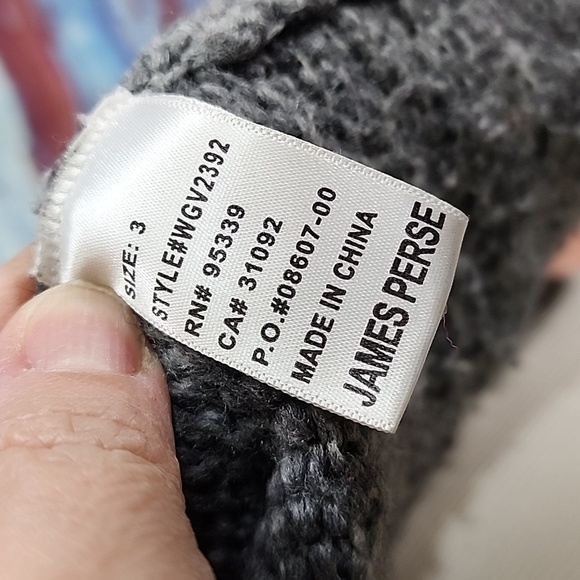 SIZE: 3
STYLE#WGV2392
RN# 95339
CA# 31092
P.O.#08607-00
MADE IN CHINA
JAMES PERSE